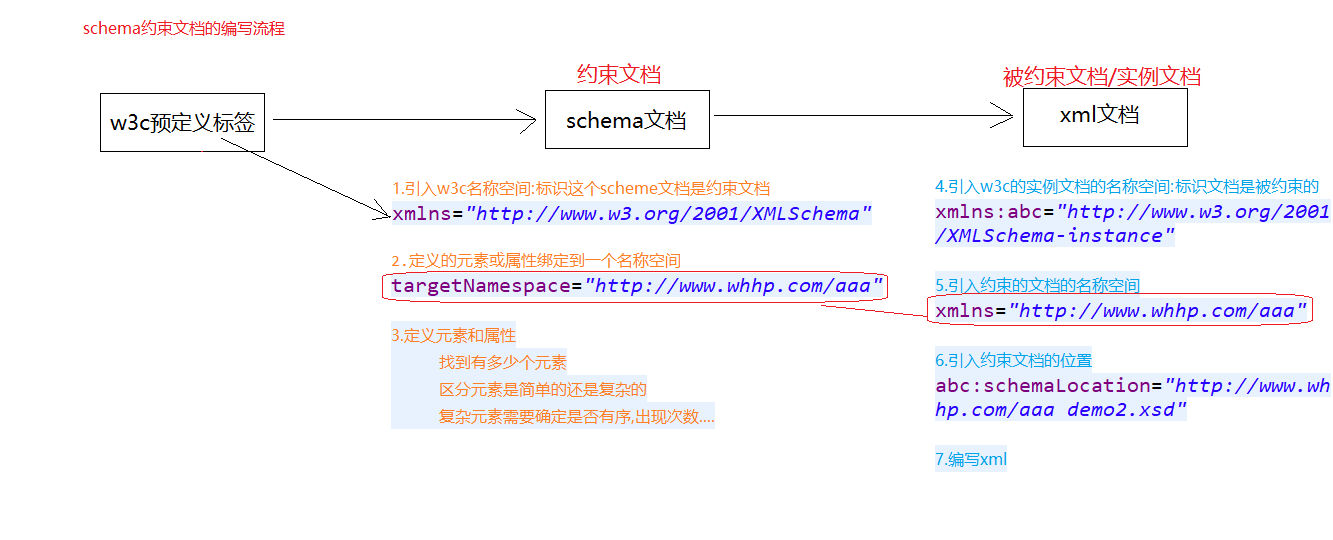 schema约束文档的编写流程
约束文档
被约束文档/实例文档
w3c预定义标签
schema文档
xml文档
1.引入w3c名称空间:标识这个scheme文档是约束文档
xmlns="http://www.w3.org/2001/XMLSchema"
2.定义的元素或属性绑定到一个名称空间
targetNamespace="http://www.whhp.com/aaa"
3.定义元素和属性
找到有多少个元素
区分元素是简单的还是复杂的
复杂元素需要确定是否有序,出现次数....
4.引入w3c的实例文档的名称空间:标识文档是被约束的
xmlns:abc="http://www.w3.org/2001
/XMLSchema-instance"
5.引入约束的文档的名称空间
xmlns="http://www.whhp.com/aaa"
6.引入约束文档的位置
abc:schemaLocation="http://www.wh
hp.com/aaa demo2.xsd"
7.编写xml